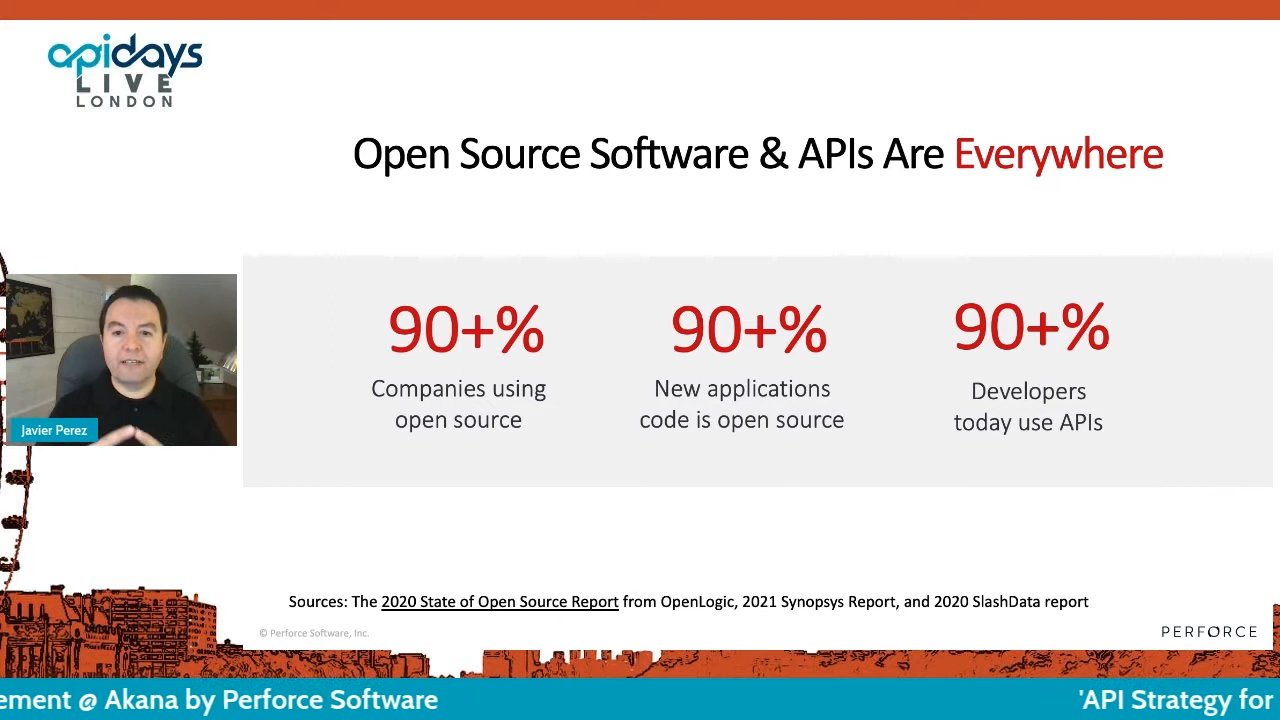 apidays
LIVE
LONDON
Open Source Software & APIs Are Everywhere
90+%
Companies using
open source
90+%
New applications
code is open source
90+%
Developers
today use APIs
Javier Perez
Sources: The 2020 State of Open Source Report from OpenLogic, 2021 Synopsys Report, and 2020 SlashData report
© Perforce Software, Inc.
PERFORCE
ement @ Akana by Perforce Software
'API Strategy for